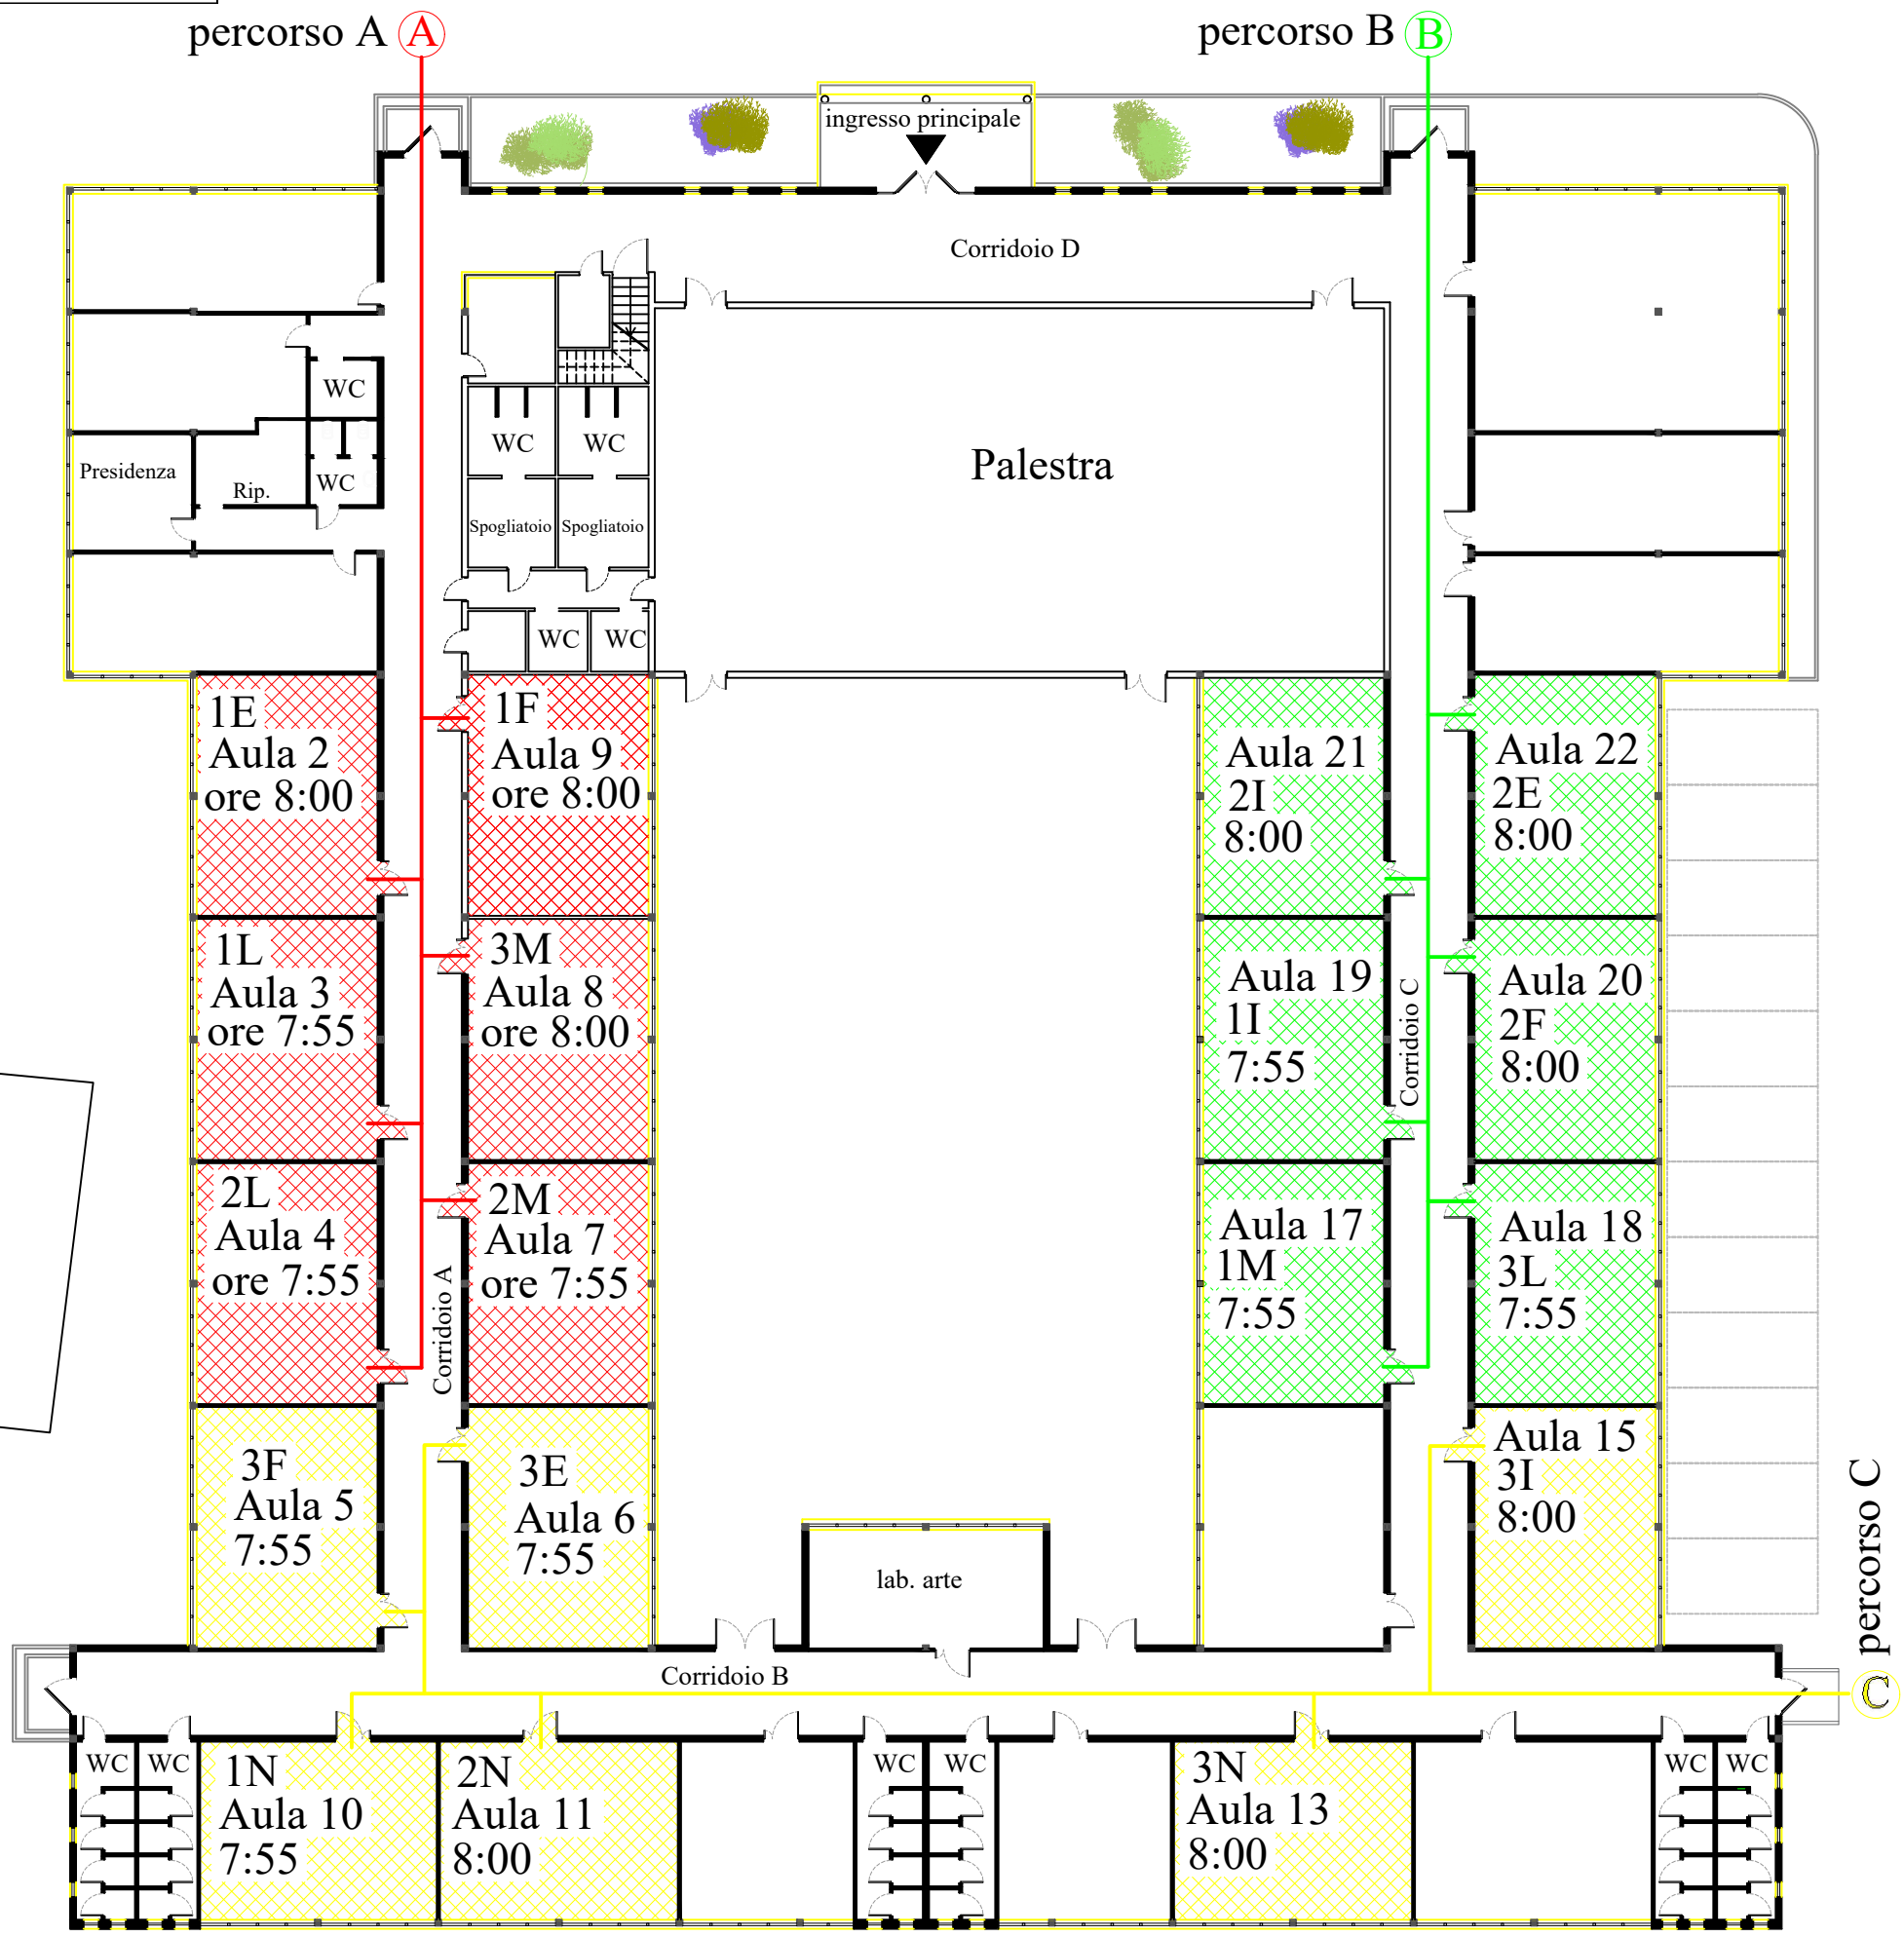 percorso A A
percorso B B
ingresso principale
Corridoio D
WC
WC
WC
Presidenza
Rip.
WC
Palestra
Spogliatoio
Spogliatoio
WC
WC
1E
Aula 2
ore 8:00
1F
Aula 9
ore 8:00
Aula 21
2I
8:00
Aula 22
2E
8:00
1L
Aula 3
ore 7:55
3M
Aula 8
ore 8:00
Aula 19
1I
7:55
Corridoio C
Aula 20
2F
8:00
2L
Aula 4
ore 7:55
Corridoio A
2M
Aula 7
ore 7:55
Aula 17
1M
7:55
Aula 18
3L
7:55
3F
Aula 5
7:55
3E
Aula 6
7:55
lab. arte
Aula 15
3I
8:00
percorso C
C
Corridoio B
WC
WC
1N
Aula 10
7:55
2N
Aula 11
8:00
WC
WC
3N
Aula 13
8:00
WC
WC